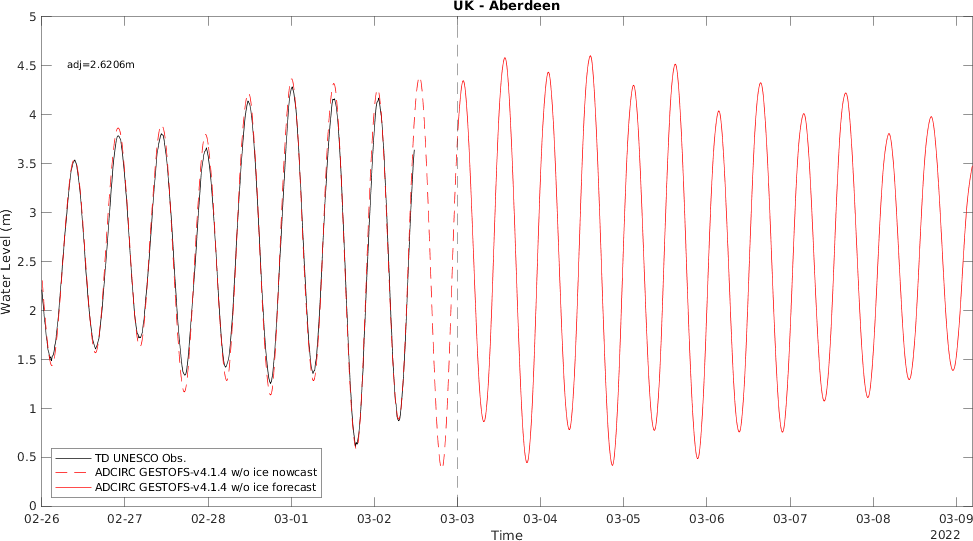 UK - Aberdeen
5
4.5
4
3.5
3
2.5
2
1.5
1
0.5
0
Water Level (m)
adj=2.6206m
TD UNESCO Obs.
ADCIRC GESTOFS-v4.1.4 w/o ice nowcast
ADCIRC GESTOFS-v4.1.4 w/o ice forecast
02-26 02-27 02-28 03-01 03-02 03-03 03-04 03-05 03-06 03-07 03-08 03-09
Time
2022